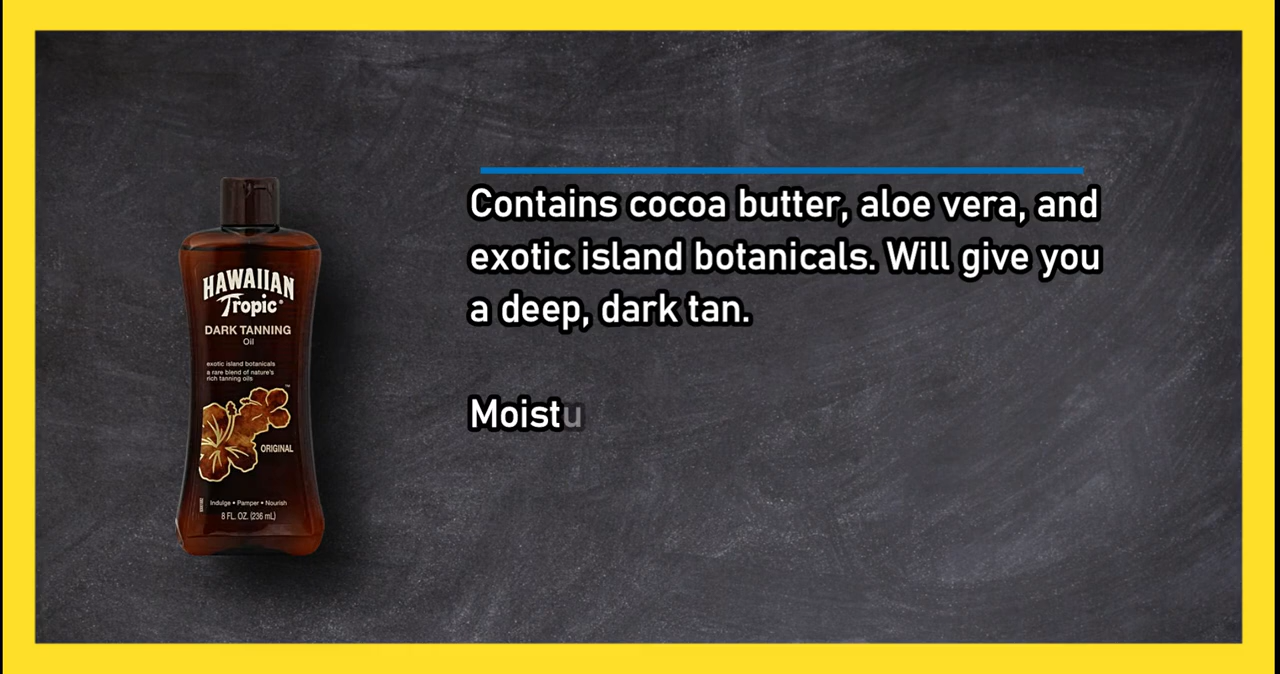 Contains cocoa butter, aloe vera, and
exotic island botanicals. Will give you
a deep, dark tan.
Moistu
HAWAIIAN
Tropic®
DARK TANNING
Oil
exotic island botanicals
a rare blend of nature's
rich tanning oils
™
ORIGINAL
Indulge • Pamper • Nourish
8 FL. OZ. (236 mL)